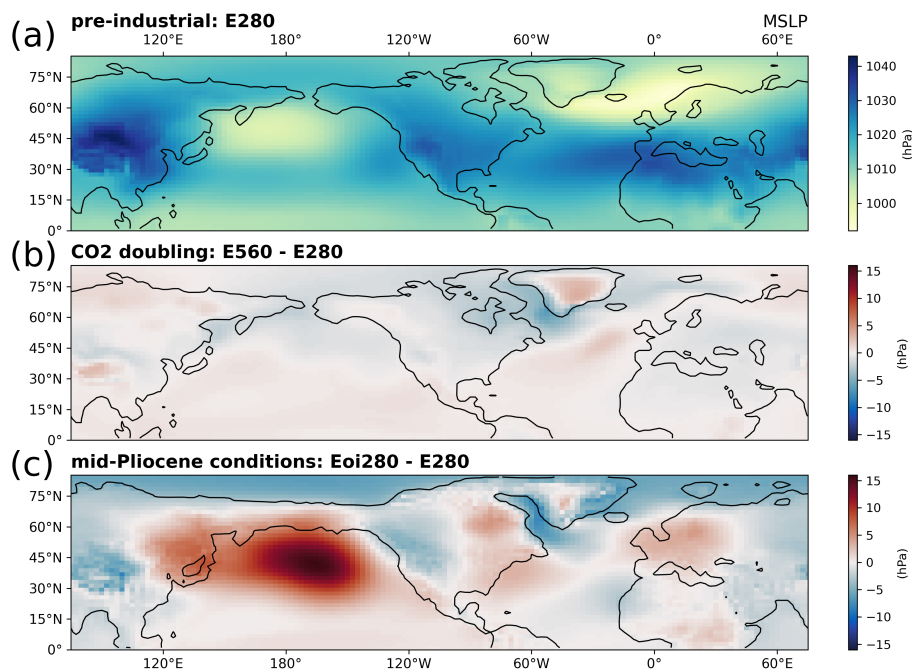 (a) pre-industrial: E280 MSLP
120°E 180° 120°W 60°W 0° 60°E
75°N
60°N
45°N
30°N
15°N
0°
1040
1030
1020
1010
1000
(hPa)
(b) CO2 doubling: E560 - E280
75°N
60°N
45°N
30°N
15°N
0°
15
10
5
0
−5
−10
−15
(hPa)
(c) mid-Pliocene conditions: Eoi280 - E280
75°N
60°N
45°N
30°N
15°N
0°
15
10
5
0
−5
−10
−15
(hPa)
120°E 180° 120°W 60°W 0° 60°E